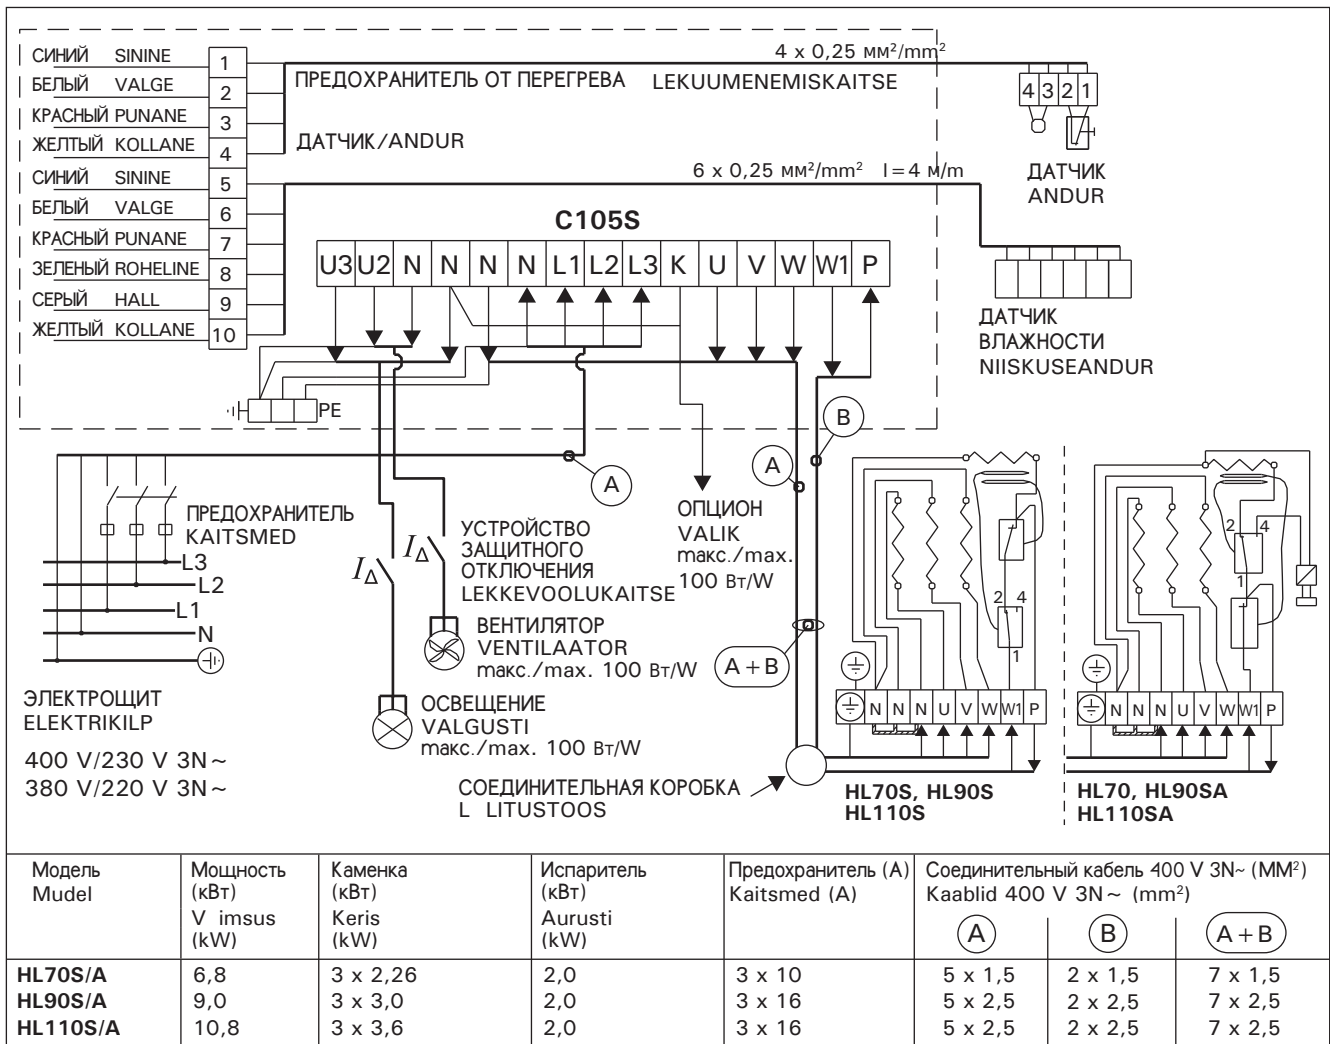 СИНИЙ SININE 1
БЕЛЫЙ VALGE 2
КРАСНЫЙ PUNANE 3
ЖЕЛТЫЙ KOLLANE 4
СИНИЙ SININE 5
БЕЛЫЙ VALGE 6
КРАСНЫЙ PUNANE 7
ЗЕЛЕНЫЙ ROHELINE 8
СЕРЫЙ HALL 9
ЖЕЛТЫЙ KOLLANE 10
4 x 0,25 мм²/mm²
ПРЕДОХРАНИТЕЛЬ ОТ ПЕРЕГРЕВА LEKUUMENEMISKAITSE
ДАТЧИК/ANDUR
4 3 2 1
ДАТЧИК
ANDUR
6 x 0,25 мм²/mm² l=4 м/m
C105S
U3 U2 N N N N L1 L2 L3 K U V W W1 P
ДАТЧИК
ВЛАЖНОСТИ
NIISKUSEANDUR
PE
B
A
A
ПРЕДОХРАНИТЕЛЬ
KAITSMED
L3
L2
L1
N
I∆
I∆
УСТРОЙСТВО
ЗАЩИТНОГО
ОТКЛЮЧЕНИЯ
LEKKEVOOLUKAITSE
ОПЦИОН
VALIK
макс./max.
100 Вт/W
ВЕНТИЛЯТОР
VENTILAATOR
макс./max. 100 Вт/W
A+B
ОСВЕЩЕНИЕ
VALGUSTI
макс./max. 100 Вт/W
ЭЛЕКТРОЩИТ
ELEKTRIKILP
400 V/230 V 3N~
380 V/220 V 3N~
СОЕДИНИТЕЛЬНАЯ КОРОБКА
L LITUSTOOS
2 4
1
N N N U V W W1 P
HL70S, HL90S
HL110S
2 4
1
N N N U V W W1 P
HL70, HL90SA
HL110SA
Модель Мощность Каменка Испаритель Предохранитель (A) Соединительный кабель 400 V 3N~ (MM²)
Mudel (кВт) (кВт) (кВт) Kaitsmed (A) Kaablid 400 V 3N~ (mm²)
V imsus Keris Aurusti
(kW) (kW) (kW) A B A+B
HL70S/A 6,8 3 x 2,26 2,0 3 x 10 5 x 1,5 2 x 1,5 7 x 1,5
HL90S/A 9,0 3 x 3,0 2,0 3 x 16 5 x 2,5 2 x 2,5 7 x 2,5
HL110S/A 10,8 3 x 3,6 2,0 3 x 16 5 x 2,5 2 x 2,5 7 x 2,5